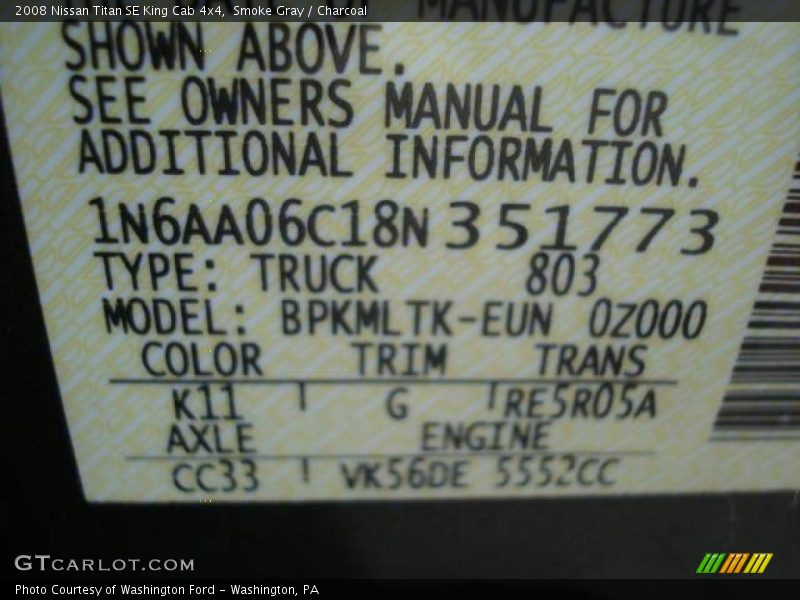 2008 Nissan Titan SE King Cab 4x4, Smoke Gray / Charcoal
MANUFACTURE
SHOWN ABOVE.
SEE OWNERS MANUAL FOR
ADDITIONAL INFORMATION.
1N6AA06C18N351773
TYPE: TRUCK 803
MODEL: BPKMLTK-EUN 0Z000
COLOR TRIM TRANS
K11 G RE5R05A
AXLE ENGINE
CC33 VK56DE 5552CC
GTCARLOT.COM
Photo Courtesy of Washington Ford - Washington, PA